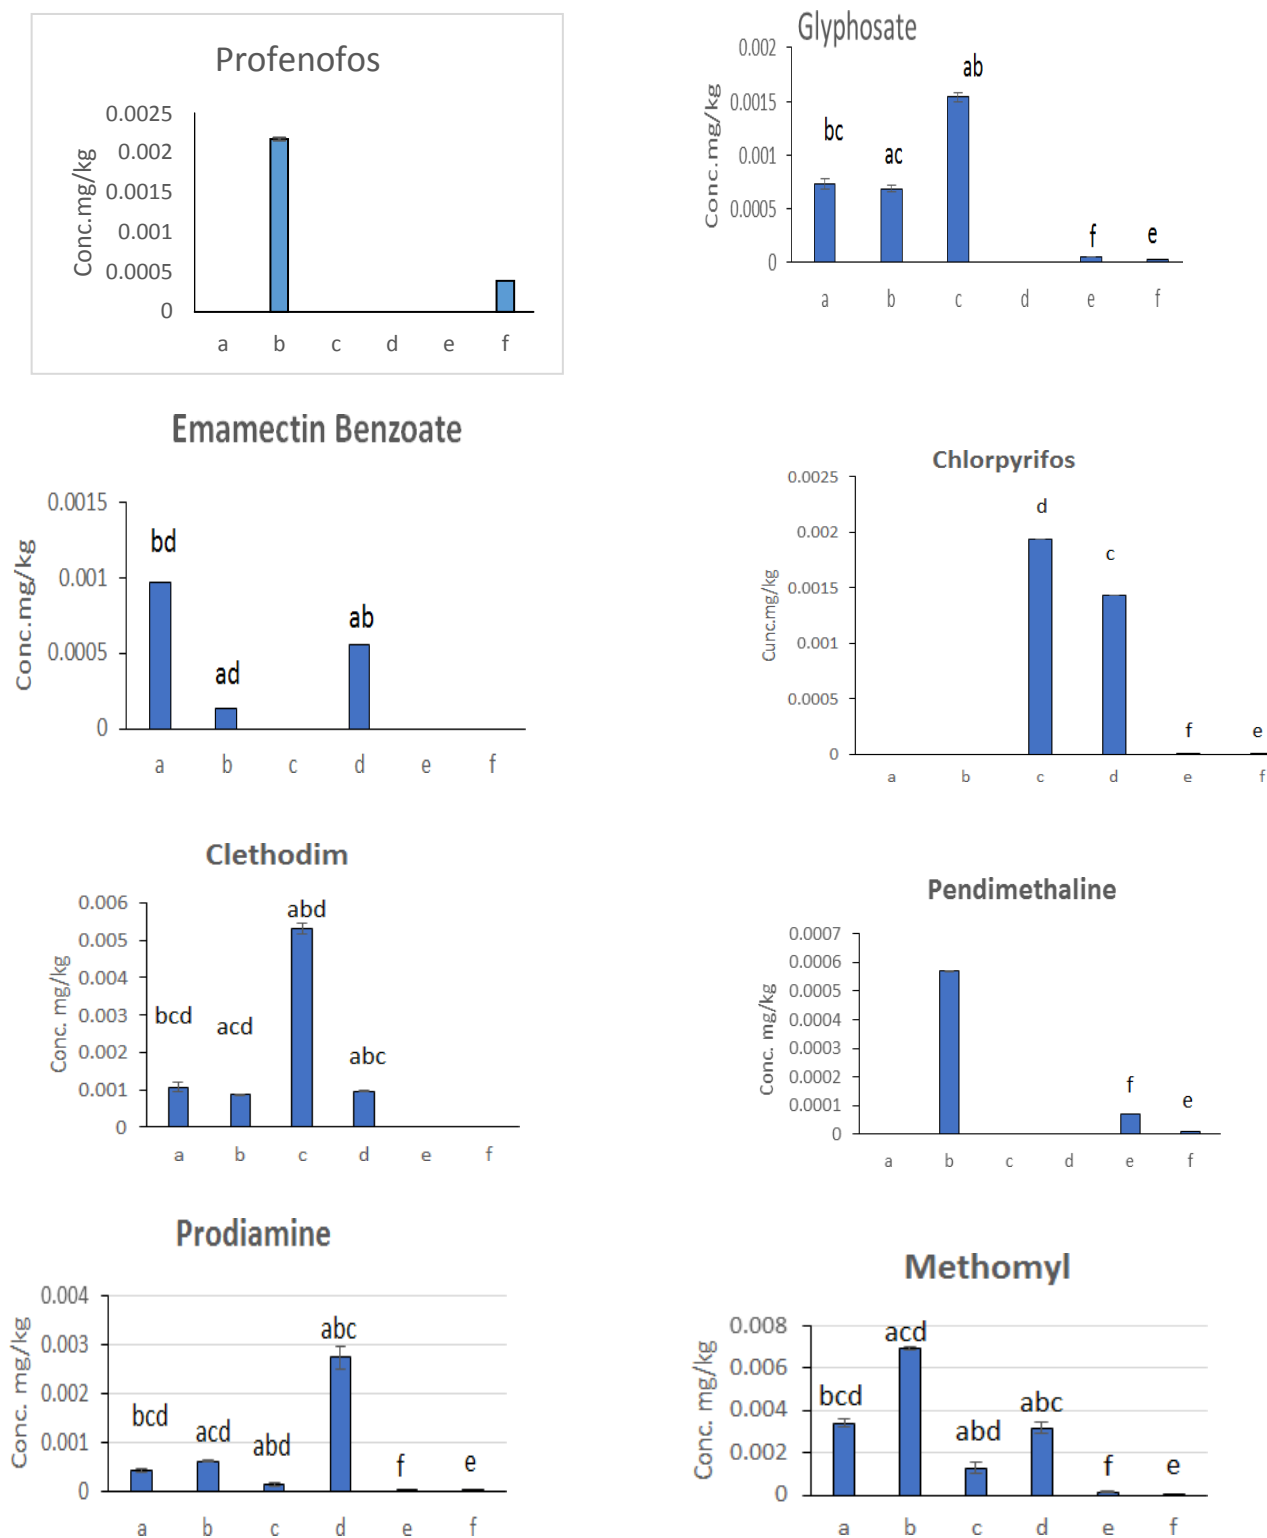 Profenofos
Conc.mg/kg
0.0025
0.002
0.0015
0.001
0.0005
0
a b c d e f
Glyphosate
Conc.mg/kg
0.002
0.0015
0.001
0.0005
0
bc ac ab f e
a b c d e f
Emamectin Benzoate
Conc.mg/kg
0.0015
0.001
0.0005
0
bd ad ab
a b c d e f
Chlorpyrifos
Cunc.mg/kg
0.0025
0.002
0.0015
0.001
0.0005
0
d c f e
a b c d e f
Clethodim
Conc. mg/kg
0.006
0.005
0.004
0.003
0.002
0.001
0
bcd acd abd abc
a b c d e f
Pendimethaline
Conc. mg/kg
0.0007
0.0006
0.0005
0.0004
0.0003
0.0002
0.0001
0
f e
a b c d e f
Prodiamine
Conc. mg/kg
0.004
0.003
0.002
0.001
0
bcd acd abd abc f e
a b c d e f
Methomyl
Conc. mg/kg
0.008
0.006
0.004
0.002
0
bcd acd abd abc f e
a b c d e f